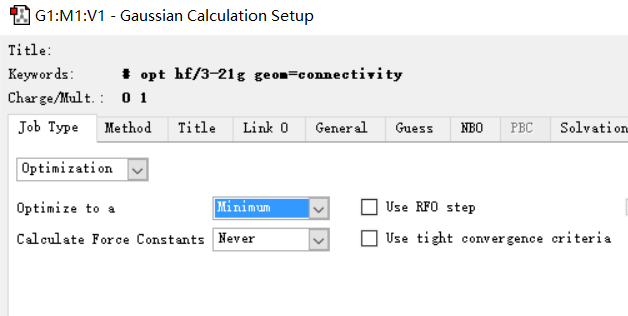 G1:M1:V1 - Gaussian Calculation Setup
Title:
Keywords: # opt hf/3-21g geom=connectivity
Charge/Mult.: 0 1
Job Type Method Title Link 0 General Guess NBO PBC Solvation
Optimization
Optimize to a Minimum Use RFO step
Calculate Force Constants Never Use tight convergence criteria